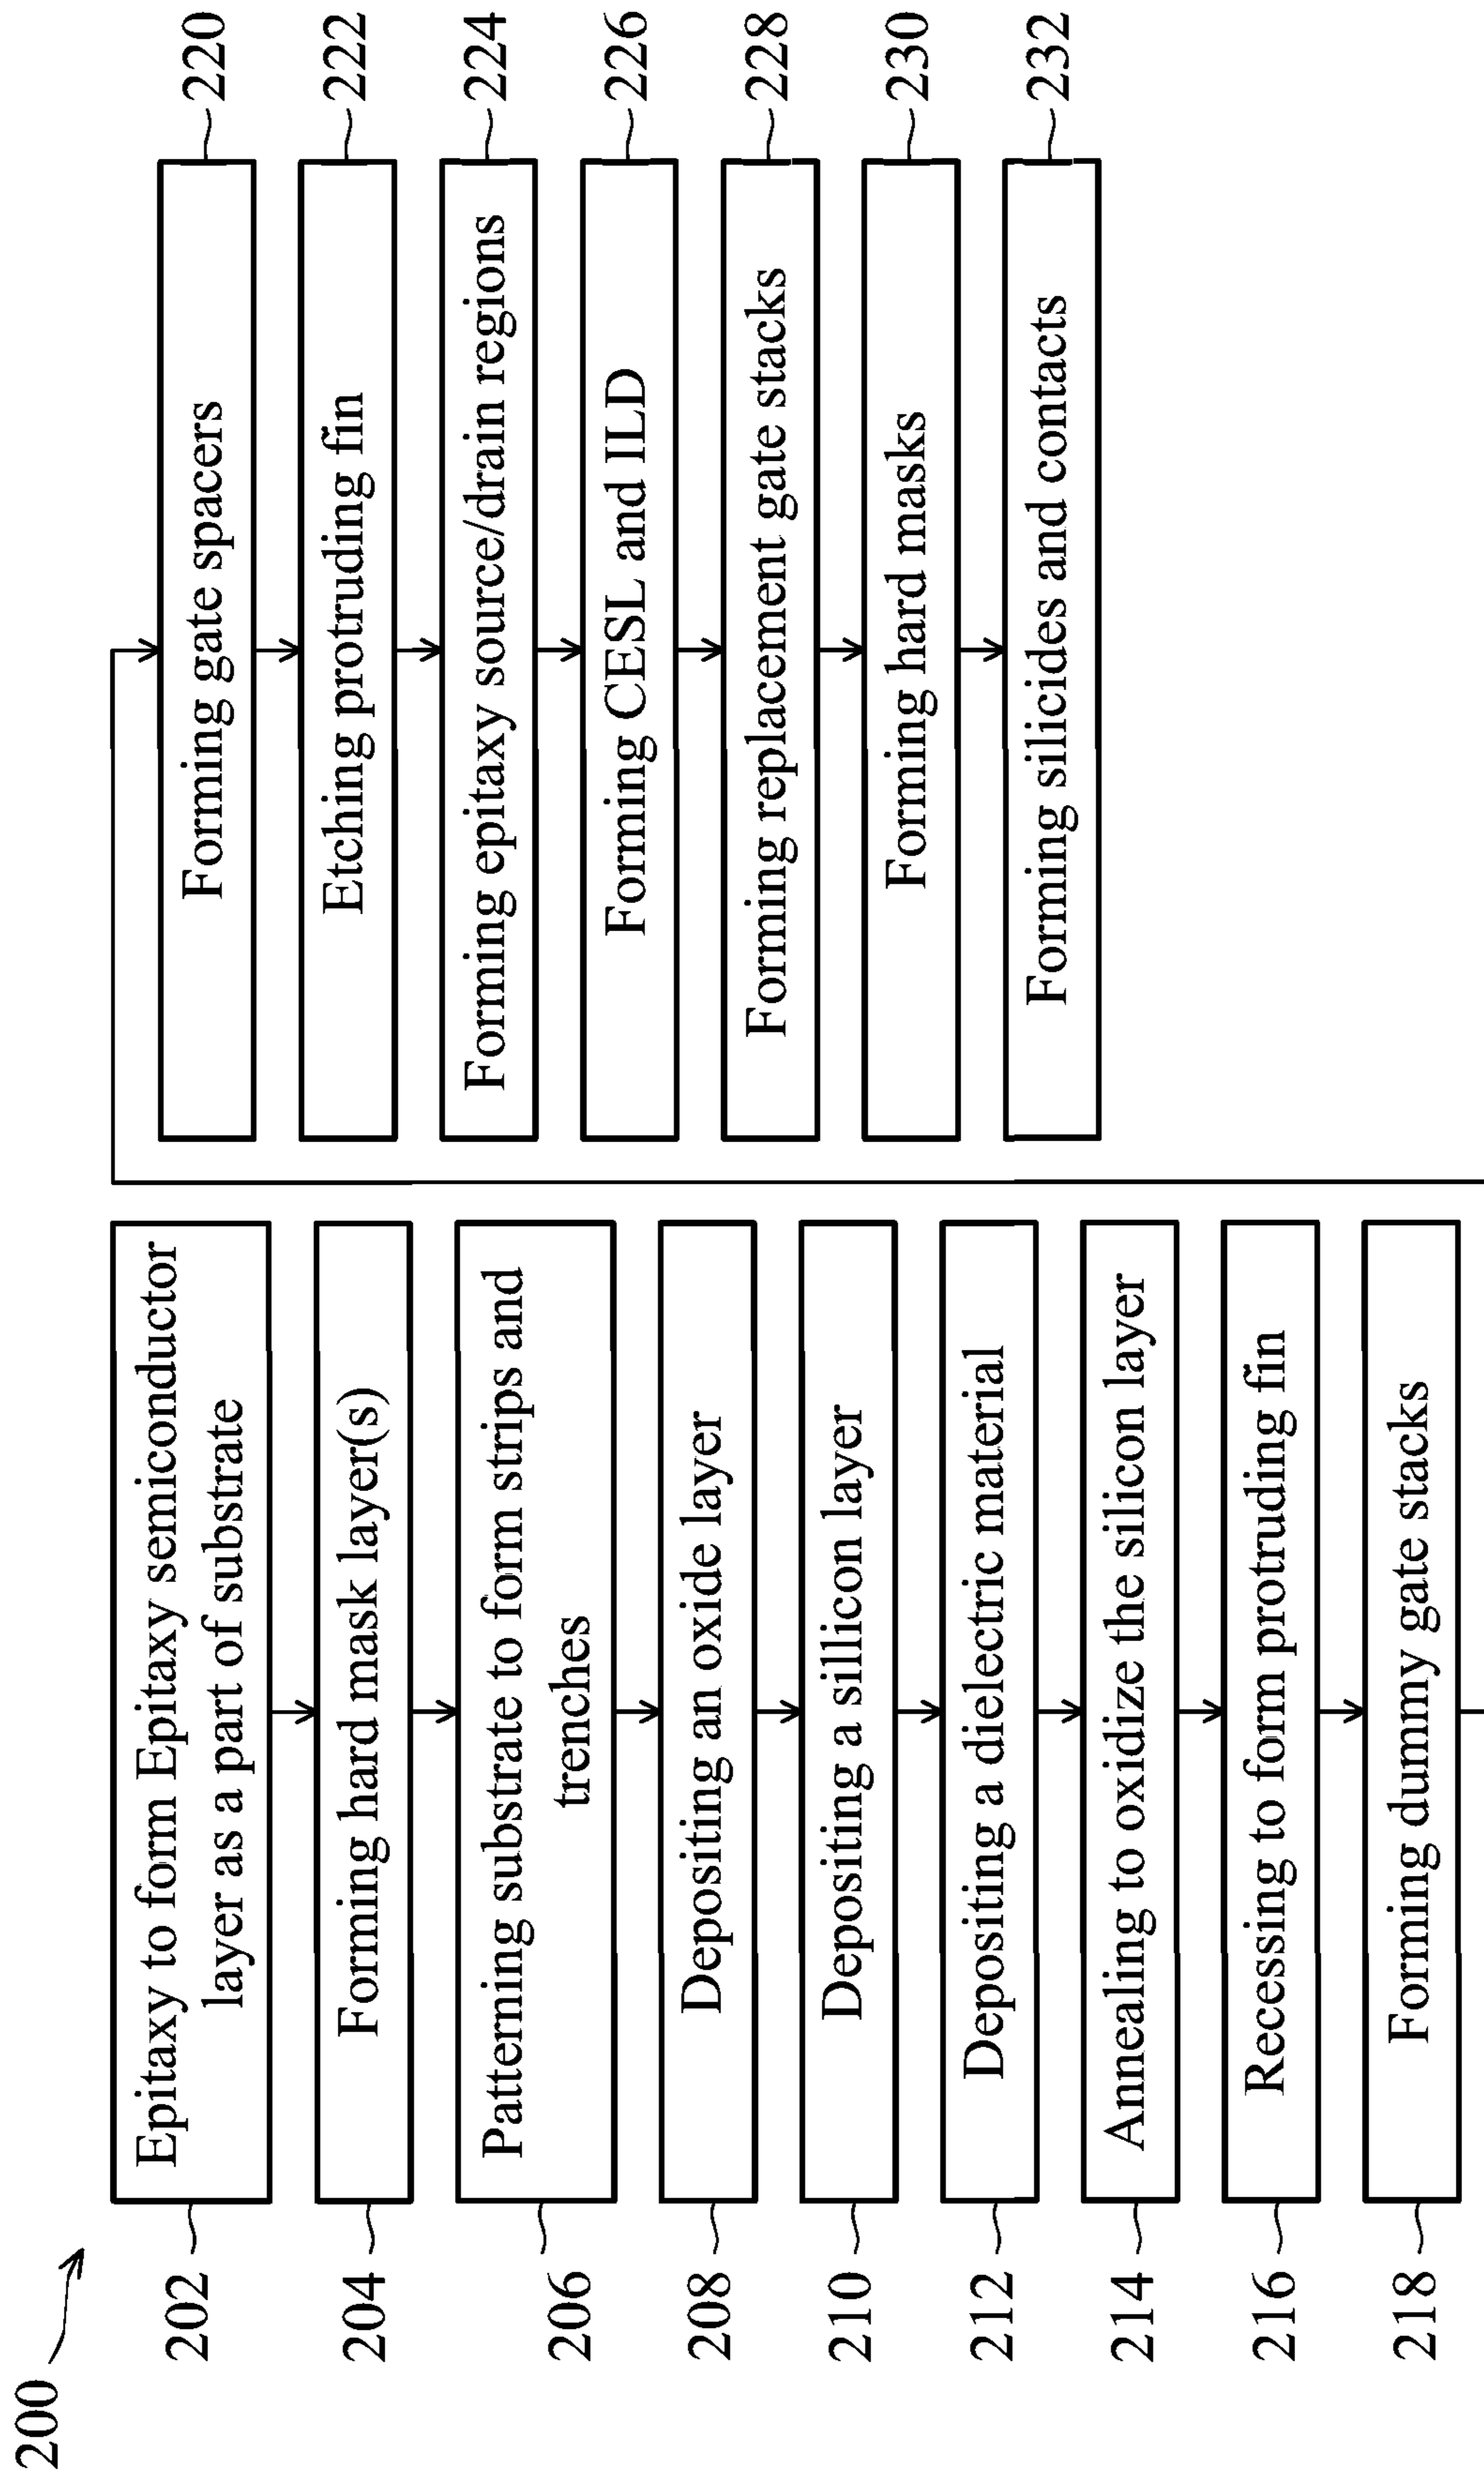 200
202
Epitaxy to form Epitaxy semiconductor
layer as a part of substrate
204
Forming hard mask layer(s)
206
Patterning substrate to form strips and
trenches
208
Depositing an oxide layer
210
Depositing a sillicon layer
212
Depositing a dielectric material
214
Annealing to oxidize the silicon layer
216
Recessing to form protruding fin
218
Forming dummy gate stacks
Forming gate spacers
220
Etching protruding fin
222
Forming epitaxy source/drain regions
224
Forming CESL and ILD
226
Forming replacement gate stacks
228
Forming hard masks
230
Forming silicides and contacts
232